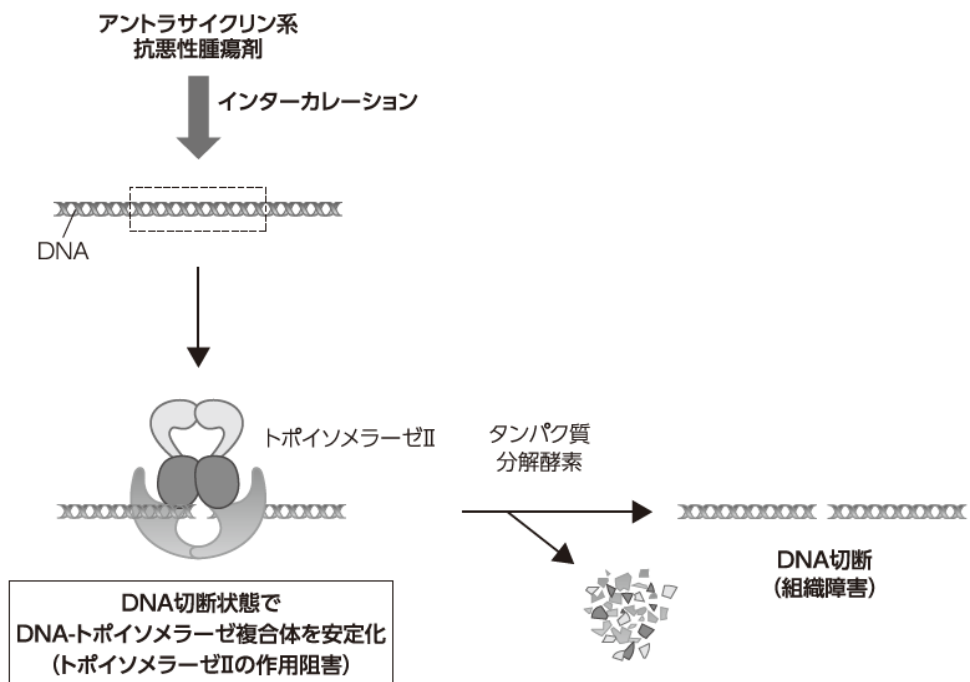 アントラサイクリン系
抗悪性腫瘍剤
インターカレーション
DNA
トポイソメラーゼⅡ
タンパク質
分解酵素
DNA切断
(組織障害)
DNA切断状態で
DNA-トポイソメラーゼ複合体を安定化
(トポイソメラーゼⅡの作用阻害)